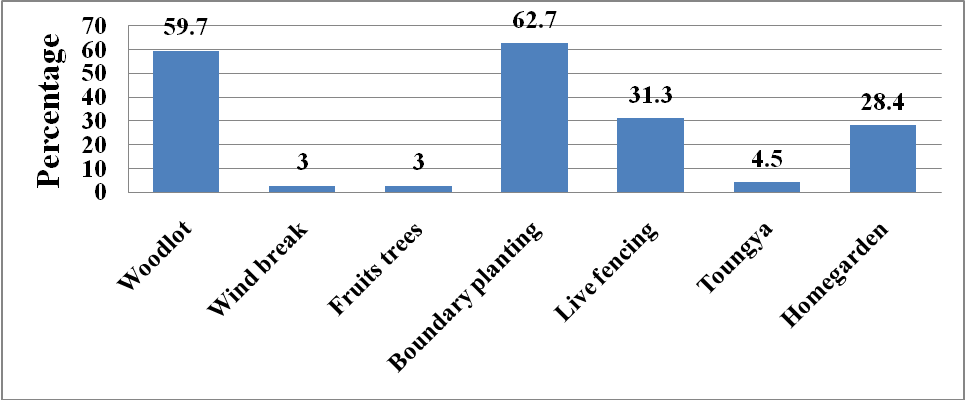 Percentage
70
60
50
40
30
20
10
0
59.7
3
3
62.7
31.3
4.5
28.4
Woodlot
Wind break
Fruits trees
Boundary planting
Live fencing
Toungya
Homegarden